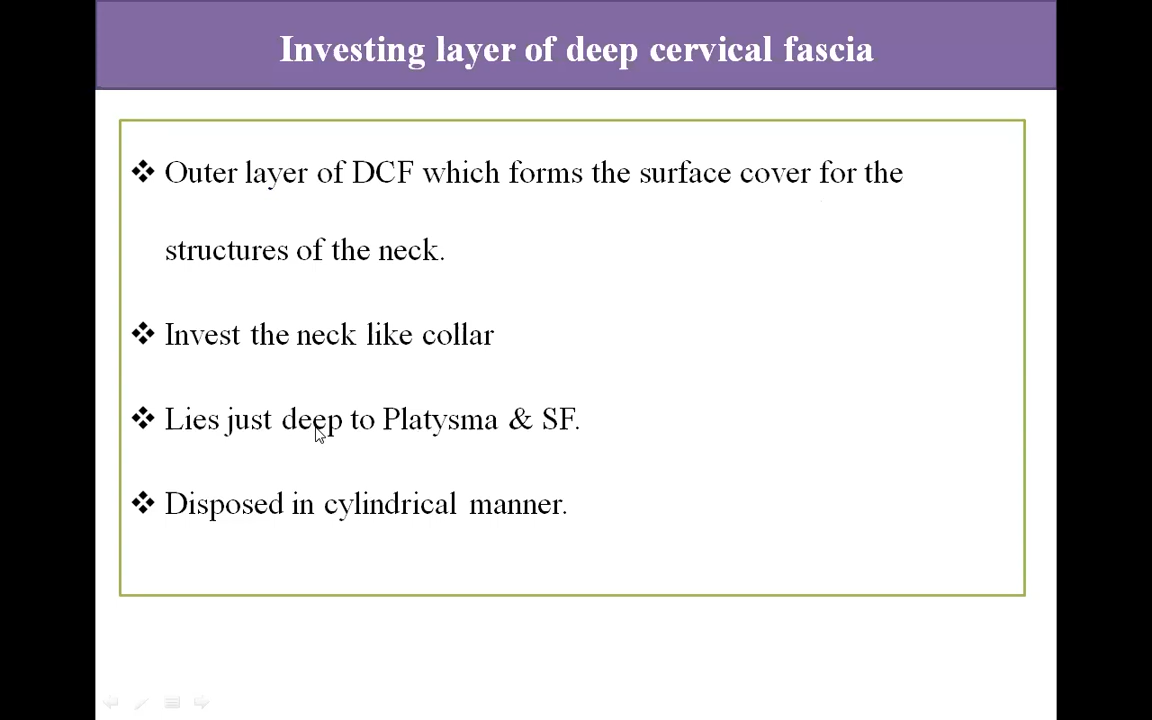 Investing layer of deep cervical fascia
❖ Outer layer of DCF which forms the surface cover for the
structures of the neck.
❖ Invest the neck like collar
❖ Lies just deep to Platysma & SF.
❖ Disposed in cylindrical manner.